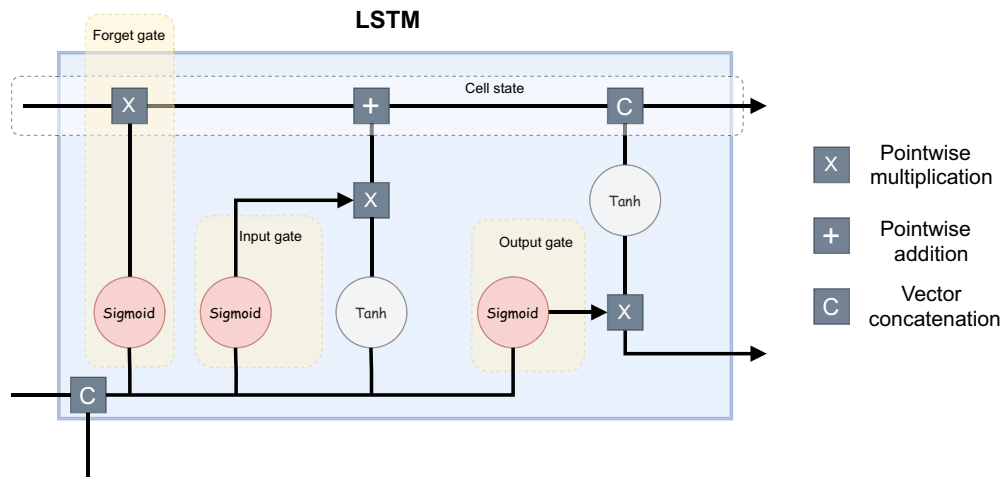 LSTM
Forget gate
Cell state
X
+
C
X
Tanh
Input gate
Output gate
Sigmoid
Sigmoid
Tanh
Sigmoid
X
C
X
Pointwise
multiplication
+
Pointwise
addition
C
Vector
concatenation